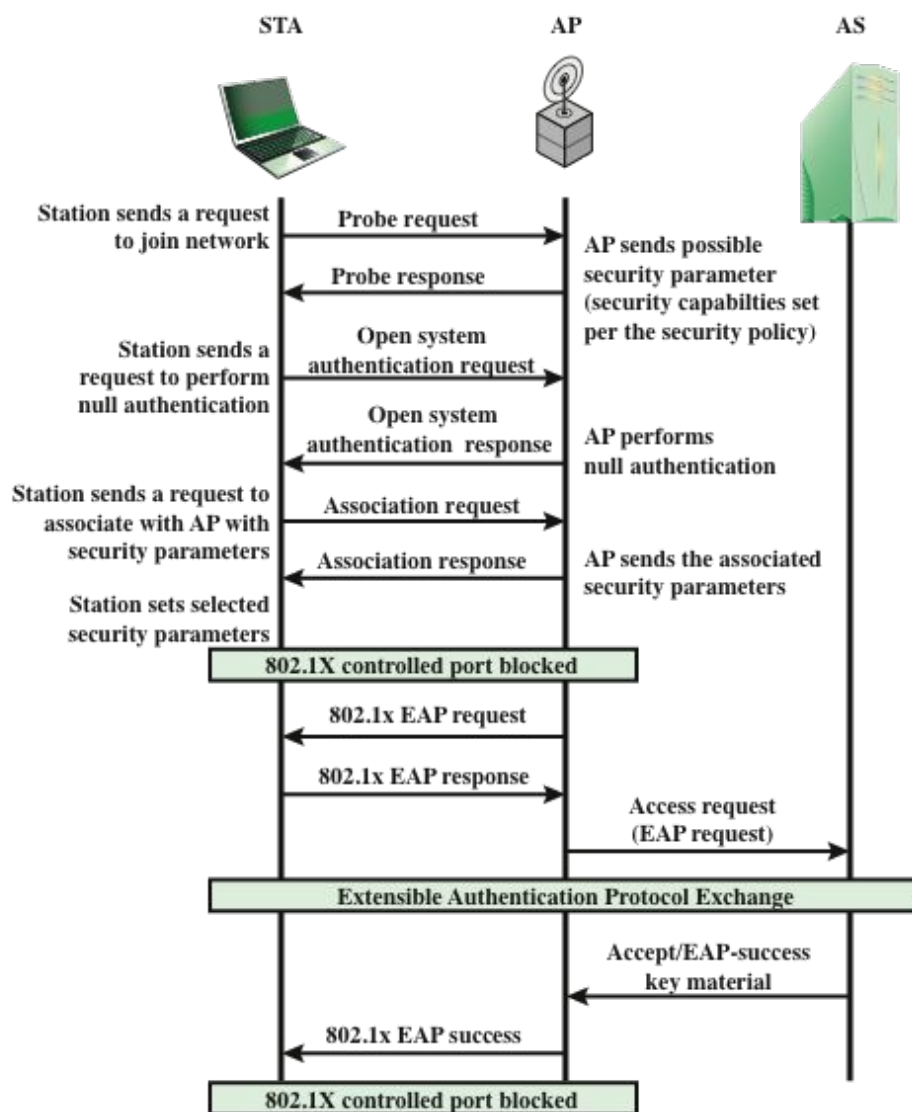 STA
AP
AS
Station sends a request
to join network
Probe request
AP sends possible
security parameter
(security capabilties set
per the security policy)
Probe response
Station sends a
request to perform
null authentication
Open system
authentication request
Open system
authentication response
AP performs
null authentication
Station sends a request to
associate with AP with
security parameters
Association request
Association response
AP sends the associated
security parameters
Station sets selected
security parameters
802.1X controlled port blocked
802.1x EAP request
802.1x EAP response
Access request
(EAP request)
Extensible Authentication Protocol Exchange
Accept/EAP-success
key material
802.1x EAP success
802.1X controlled port blocked